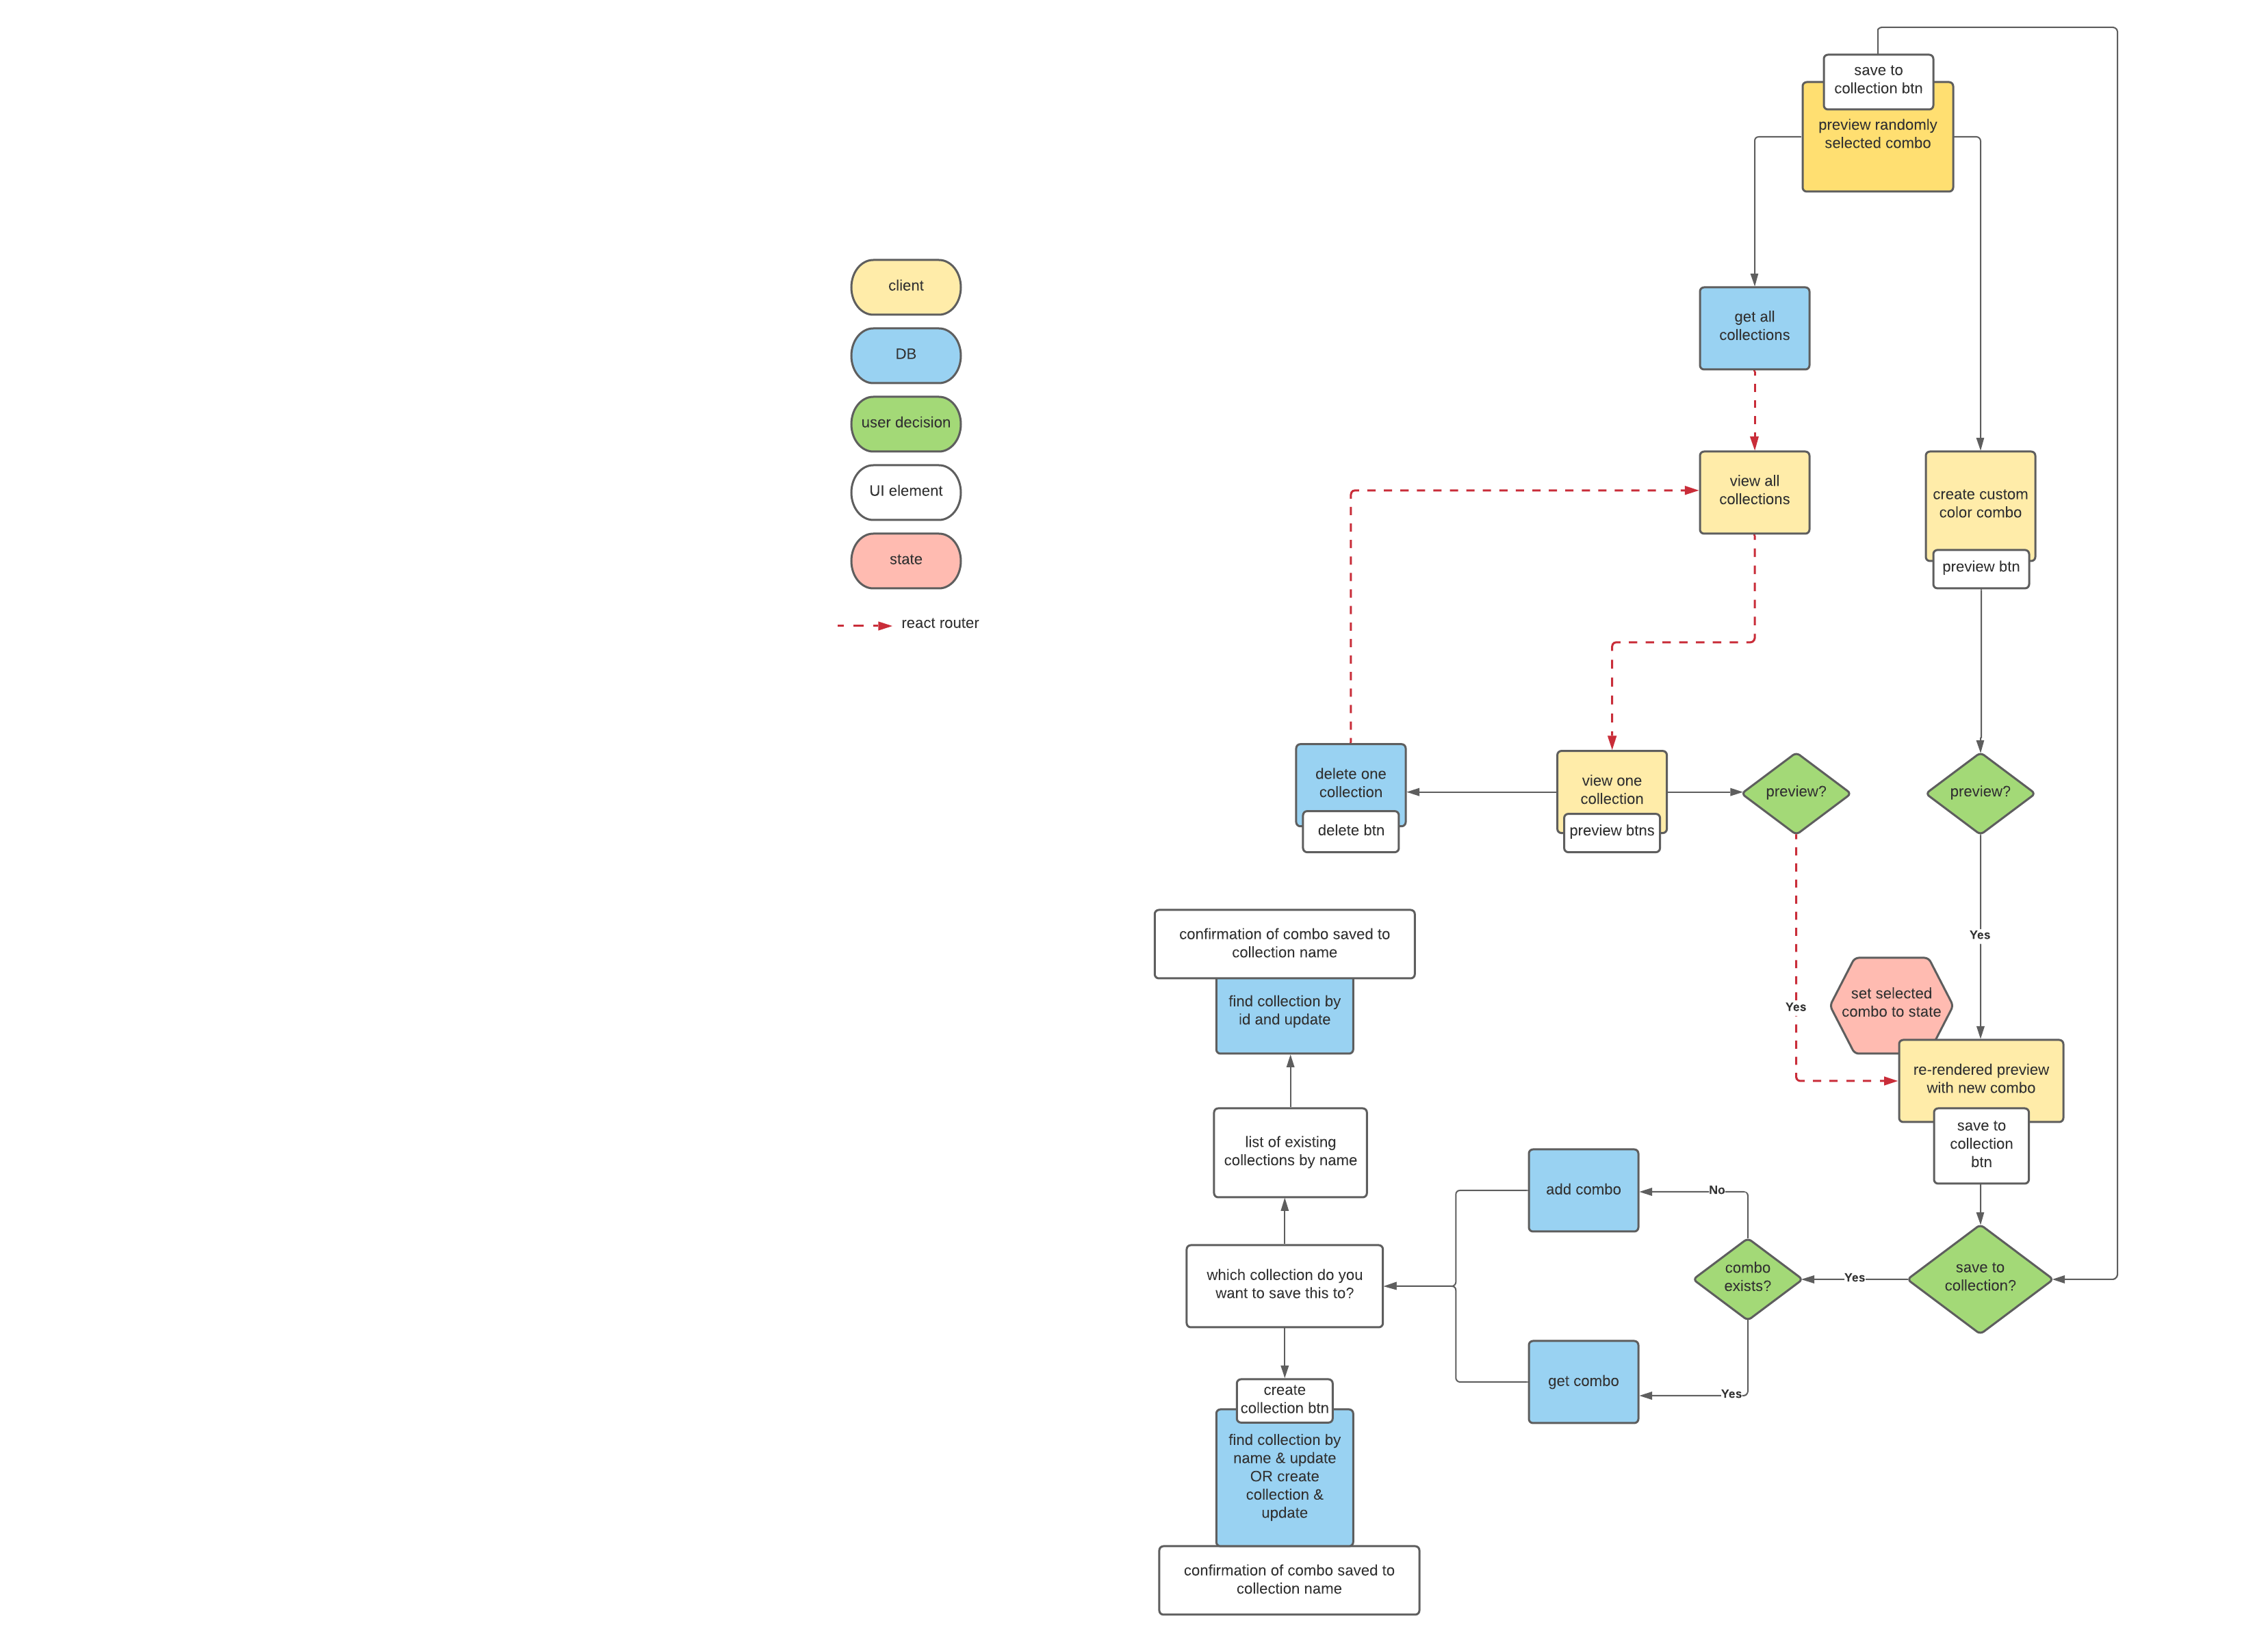 save to
collection btn
preview randomly
selected combo
client
DB
user decision
UI element
state
react router
get all
collections
view all
collections
create custom
color combo
preview btn
delete one
collection
delete btn
view one
collection
preview btns
preview?
preview?
Yes
Yes
confirmation of combo saved to
collection name
find collection by
id and update
set selected
combo to state
re-rendered preview
with new combo
save to
collection
btn
list of existing
collections by name
add combo
No
which collection do you
want to save this to?
combo
exists?
Yes
save to
collection?
get combo
Yes
create
collection btn
find collection by
name & update
OR create
collection &
update
confirmation of combo saved to
collection name